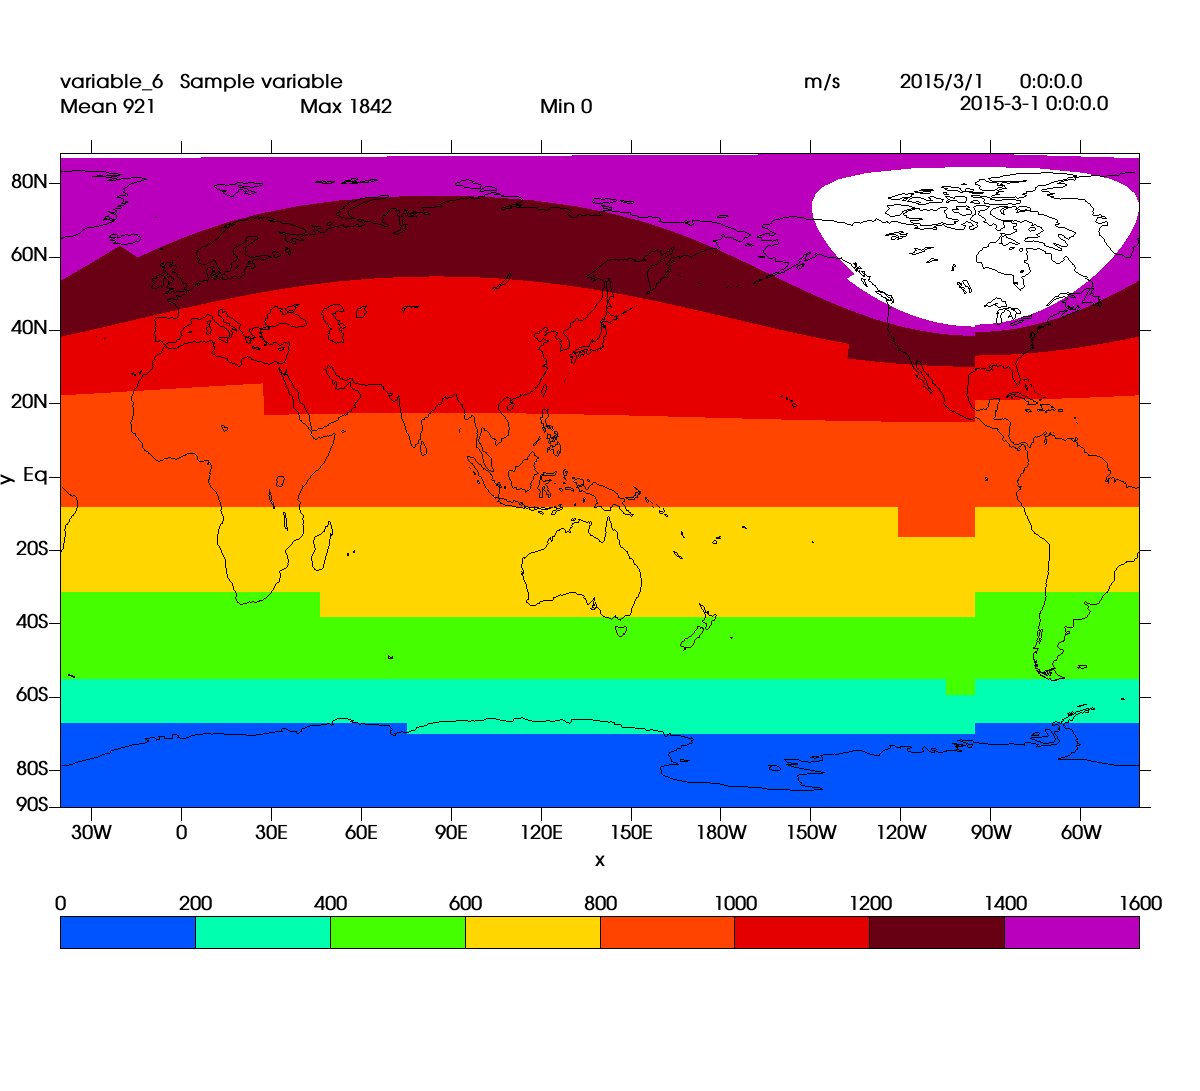 variable_6 Sample variable m/s 2015/3/1 0:0:0.0
Mean 921 Max 1842 Min 0 2015-3-1 0:0:0.0
80N
60N
40N
20N
Eq
y
20S
40S
60S
80S
90S
30W 0 30E 60E 90E 120E 150E 180W 150W 120W 90W 60W
x
0 200 400 600 800 1000 1200 1400 1600